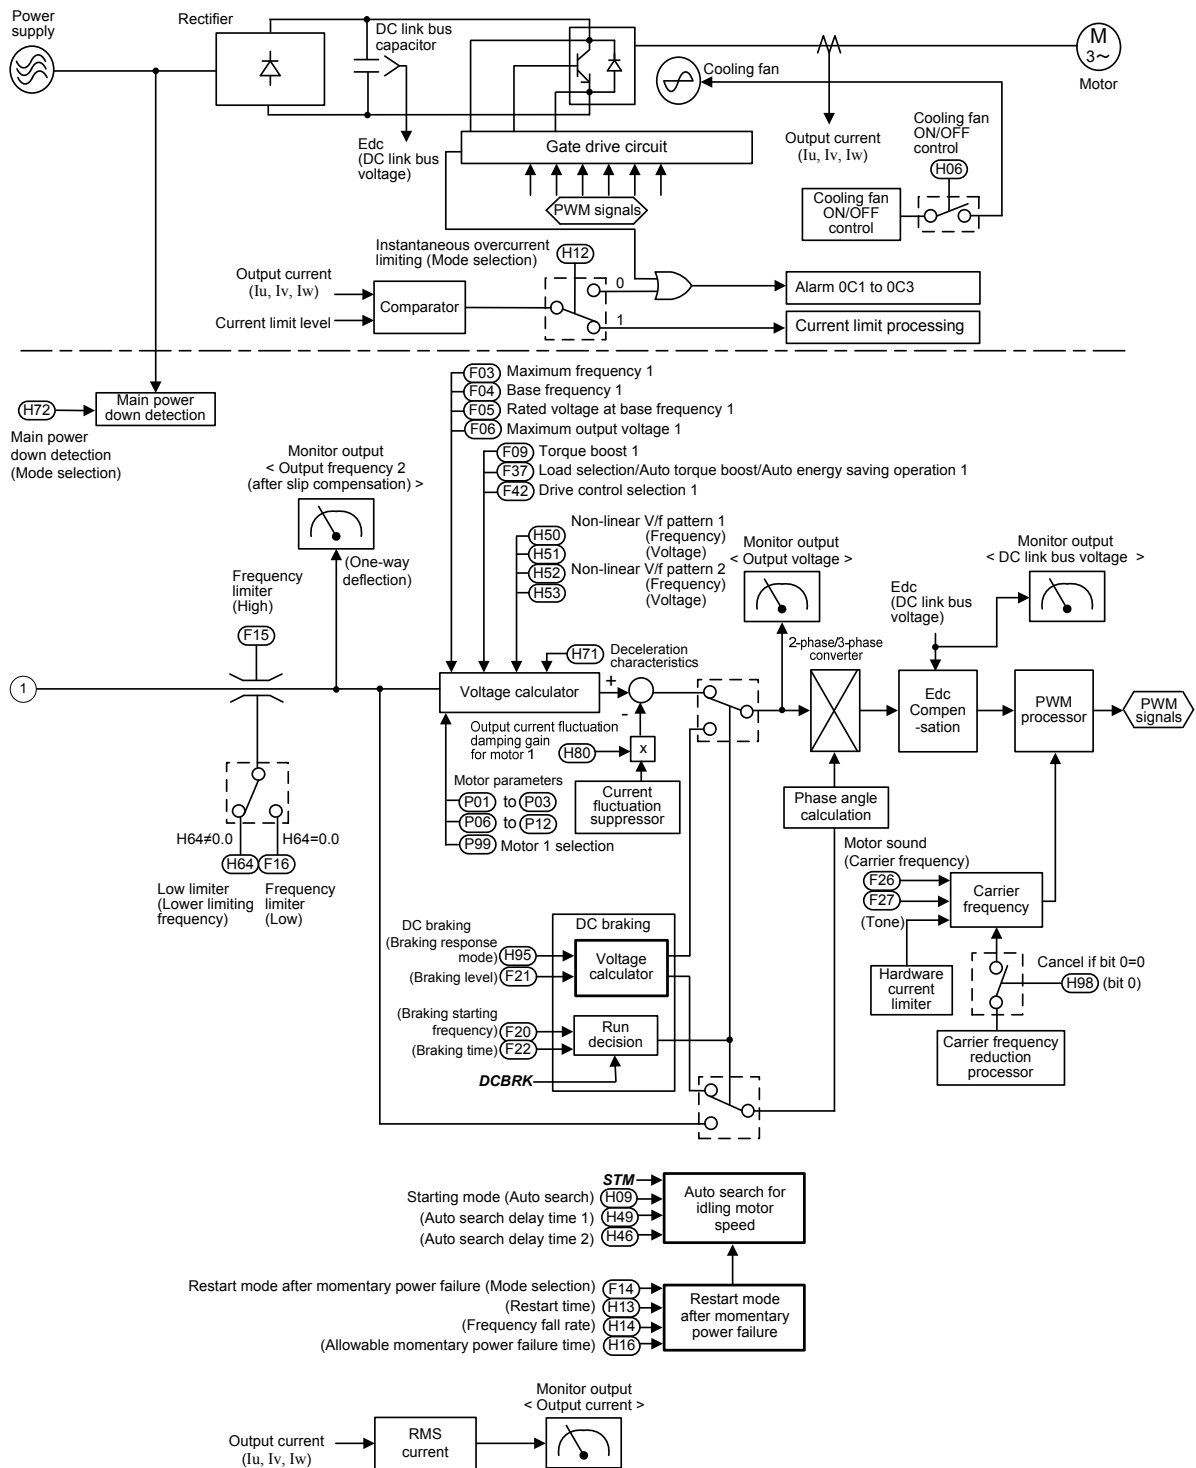 Power
supply
Rectifier
DC link bus
capacitor
Edc
(DC link bus
voltage)
M
3~
Motor
Cooling fan
Output current
(Iu, Iv, Iw)
Cooling fan
ON/OFF
control
H06
Cooling fan
ON/OFF
control
Gate drive circuit
PWM signals
Instantaneous overcurrent
limiting (Mode selection)
H12
Output current
(Iu, Iv, Iw)
Current limit level
Comparator
0
1
Alarm 0C1 to 0C3
Current limit processing
H72
Main power
down detection
Main power
down detection
(Mode selection)
F03 Maximum frequency 1
F04 Base frequency 1
F05 Rated voltage at base frequency 1
F06 Maximum output voltage 1
F09 Torque boost 1
F37 Load selection/Auto torque boost/Auto energy saving operation 1
F42 Drive control selection 1
Monitor output
< Output frequency 2
(after slip compensation) >
(One-way
deflection)
Non-linear V/f pattern 1
H50 (Frequency)
H51 (Voltage)
H52 Non-linear V/f pattern 2
(Frequency)
H53 (Voltage)
Monitor output
< Output voltage >
Monitor output
< DC link bus voltage >
Edc
(DC link bus
voltage)
Frequency
limiter
(High)
F15
H71 Deceleration
characteristics
2-phase/3-phase
converter
1
Voltage calculator
+
-
Edc
Compen
-sation
PWM
processor
PWM
signals
Output current fluctuation
damping gain
for motor 1
H80
x
Current
fluctuation
suppressor
Motor parameters
P01 to P03
P06 to P12
P99 Motor 1 selection
Phase angle
calculation
H64≠0.0
H64=0.0
H64 F16
Low limiter
(Lower limiting
frequency)
Frequency
limiter
(Low)
Motor sound
(Carrier frequency)
F26
F27
(Tone)
Carrier
frequency
Hardware
current
limiter
Cancel if bit 0=0
H98 (bit 0)
Carrier frequency
reduction
processor
DC braking
(Braking response
mode) H95
(Braking level) F21
DC braking
Voltage
calculator
(Braking starting
frequency) F20
(Braking time) F22
Run
decision
DCBRK
STM
Starting mode (Auto search) H09
(Auto search delay time 1) H49
(Auto search delay time 2) H46
Auto search for
idling motor
speed
Restart mode after momentary power failure (Mode selection) F14
(Restart time) H13
(Frequency fall rate) H14
(Allowable momentary power failure time) H16
Restart mode
after momentary
power failure
Monitor output
< Output current >
Output current
(Iu, Iv, Iw)
RMS
current